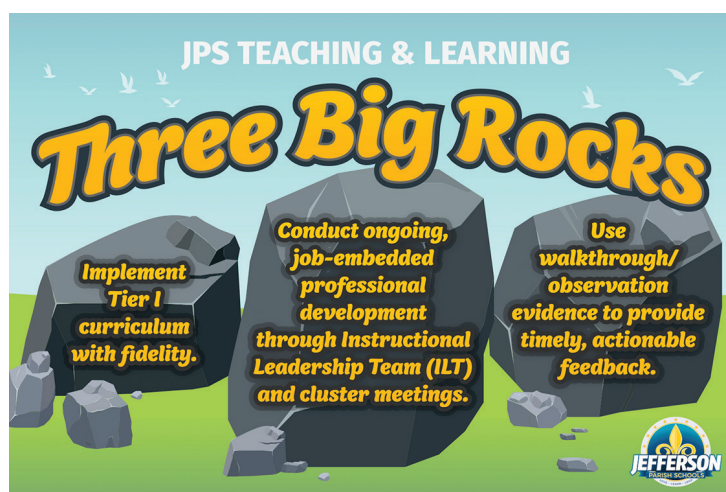 JPS TEACHING & LEARNING
Three Big Rocks
Implement
Tier I
curriculum
with fidelity.
Conduct ongoing,
job-embedded
professional
development
through Instructional
Leadership Team (ILT)
and cluster meetings.
Use
walkthrough/
observation
evidence to provide
timely, actionable
feedback.
JEFFERSON
PARISH SCHOOLS